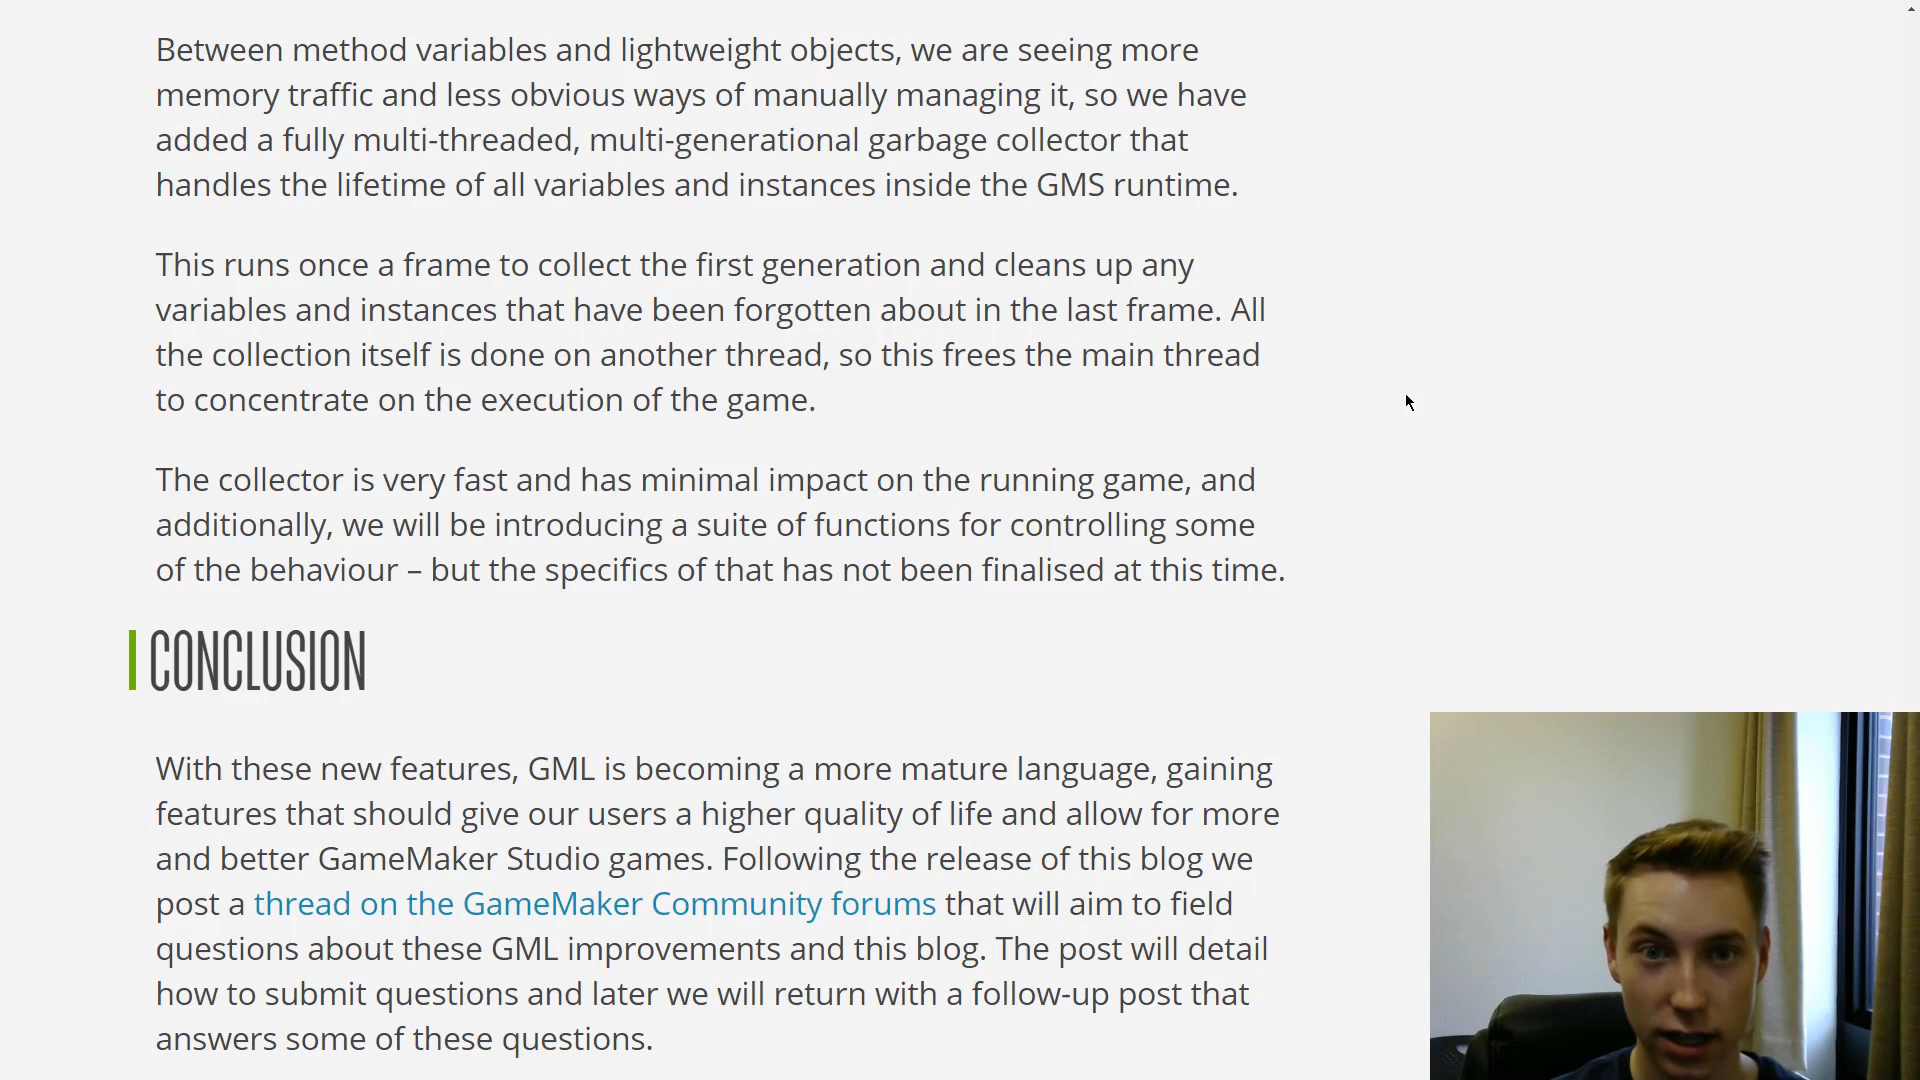 Between method variables and lightweight objects, we are seeing more
memory traffic and less obvious ways of manually managing it, so we have
added a fully multi-threaded, multi-generational garbage collector that
handles the lifetime of all variables and instances inside the GMS runtime.
This runs once a frame to collect the first generation and cleans up any
variables and instances that have been forgotten about in the last frame. All
the collection itself is done on another thread, so this frees the main thread
to concentrate on the execution of the game.
The collector is very fast and has minimal impact on the running game, and
additionally, we will be introducing a suite of functions for controlling some
of the behaviour – but the specifics of that has not been finalised at this time.
CONCLUSION
With these new features, GML is becoming a more mature language, gaining
features that should give our users a higher quality of life and allow for more
and better GameMaker Studio games. Following the release of this blog we
post a thread on the GameMaker Community forums that will aim to field
questions about these GML improvements and this blog. The post will detail
how to submit questions and later we will return with a follow-up post that
answers some of these questions.